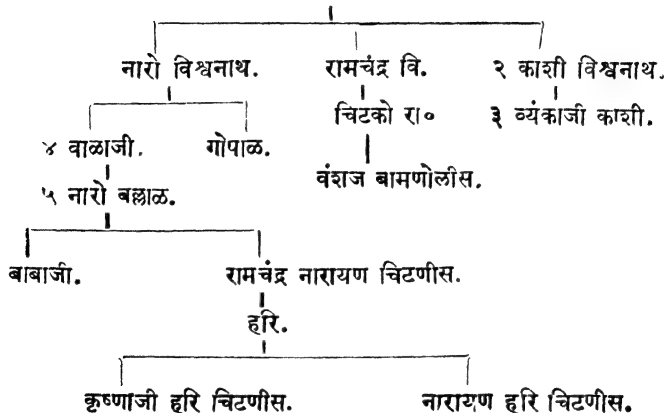 नारो विश्वनाथ. रामचंद्र वि. २ काशी विश्वनाथ.
चिटको रा० ३ व्यंकाजी काशी.
४ वाळाजी. गोपाळ.
वंशज बामणोलीस.
५ नारो बल्लाळ.
बाबाजी. रामचंद्र नारायण चिटणीस.
हरि.
कृष्णाजी हरि चिटणीस. नारायण हरि चिटणीस.